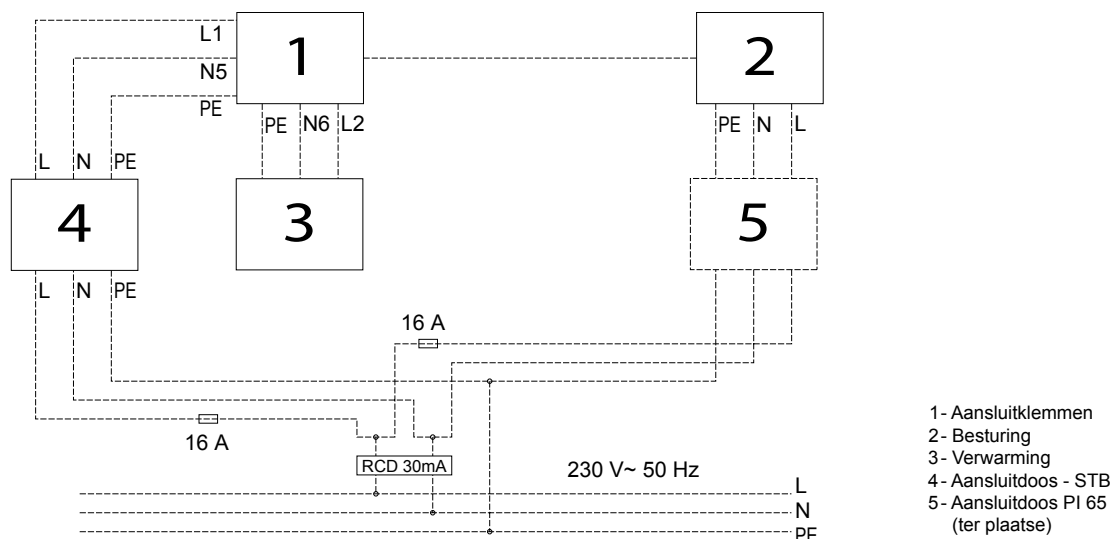 L1
1
2
N5
PE
PE N6 L2
PE N L
L N PE
4
3
5
L N PE
16 A
16 A
RCD 30mA
230 V~ 50 Hz
L
N
PE
1- Aansluitklemmen
2- Besturing
3- Verwarming
4- Aansluitdoos - STB
5- Aansluitdoos PI 65
(ter plaatse)